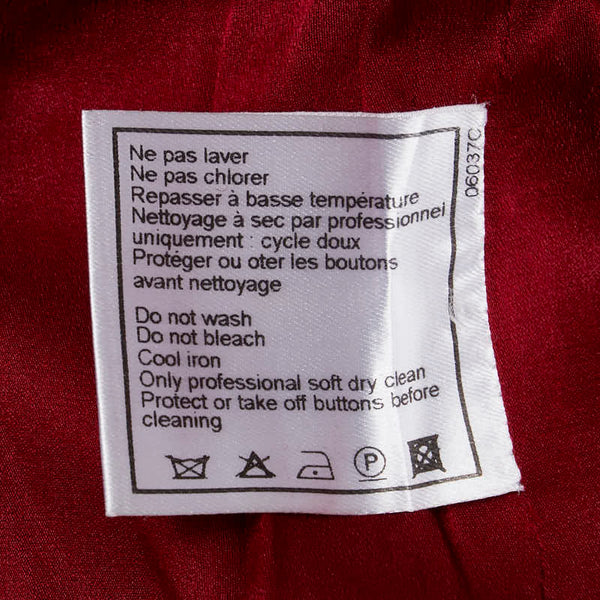 Ne pas laver
Ne pas chlorer
Repasser à basse température
Nettoyage à sec par professionnel
uniquement : cycle doux
Protéger ou oter les boutons
avant nettoyage
Do not wash
Do not bleach
Cool iron
Only professional soft dry clean
Protect or take off buttons before
cleaning
P
06037C